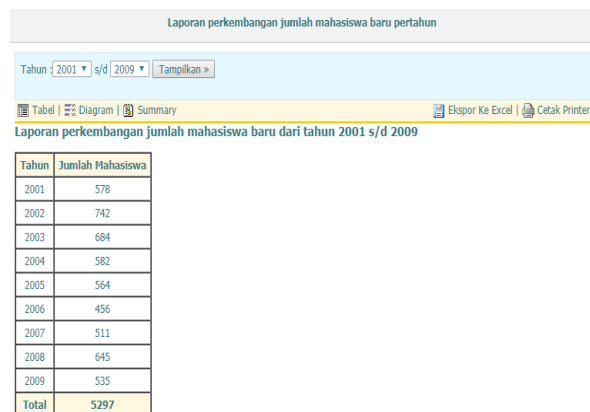 Laporan perkembangan jumlah mahasiswa baru pertahun
Tahun : 2001 s/d 2009 Tampilkan »
Tabel | Diagram | Summary Ekspor Ke Excel | Cetak Printer
Laporan perkembangan jumlah mahasiswa baru dari tahun 2001 s/d 2009
Tahun Jumlah Mahasiswa
2001 578
2002 742
2003 684
2004 582
2005 564
2006 456
2007 511
2008 645
2009 535
Total 5297